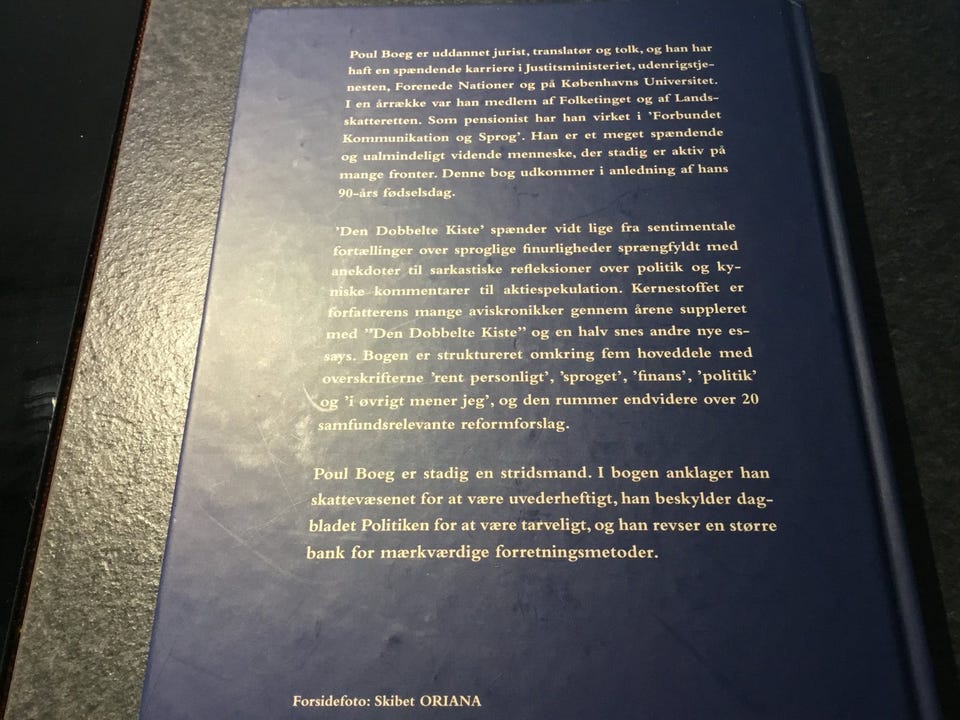 Poul Boeg er uddannet jurist, translatør og tolk, og han har
haft en spændende karriere i Justitsministeriet, udenrigstje-
nesten, Forenede Nationer og på Københavns Universitet.
I en årrække var han medlem af Folketinget og af Lands-
skatteretten. Som pensionist har han virket i 'Forbundet
Kommunikation og Sprog'. Han er et meget spændende
og ualmindeligt vidende menneske, der stadig er aktiv på
mange fronter. Denne bog udkommer i anledning af hans
90-års fødselsdag.
'Den Dobbelte Kiste' spænder vidt lige fra sentimentale
fortællinger over sproglige finurligheder sprængfyldt med
anekdoter til sarkastiske refleksioner over politik og ky-
niske kommentarer til aktiespekulation. Kernestoffet er
forfatterens mange aviskronikker gennem årene suppleret
med ”Den Dobbelte Kiste” og en halv snes andre nye es-
says. Bogen er struktureret omkring fem hoveddele med
overskrifterne 'rent personligt', 'sproget', 'finans', 'politik'
og 'i øvrigt mener jeg', og den rummer endvidere over 20
samfundsrelevante reformforslag.
Poul Boeg er stadig en stridsmand. I bogen anklager han
skattevæsenet for at være uvederheftigt, han beskylder dag-
bladet Politiken for at være tarveligt, og han revser en større
bank for mærkværdige forretningsmetoder.
Forsidefoto: Skibet ORIANA